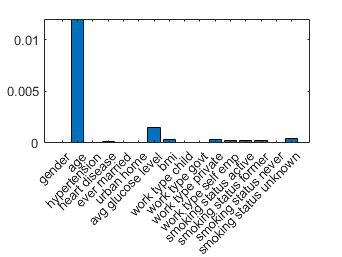 0.01
0.005
0
gender
age
hypertension
heart disease
ever married
urban home
avg glucose level
bmi
work type child
work type govt
work type private
work type self emp
smoking status active
smoking status former
smoking status never
smoking status unknown